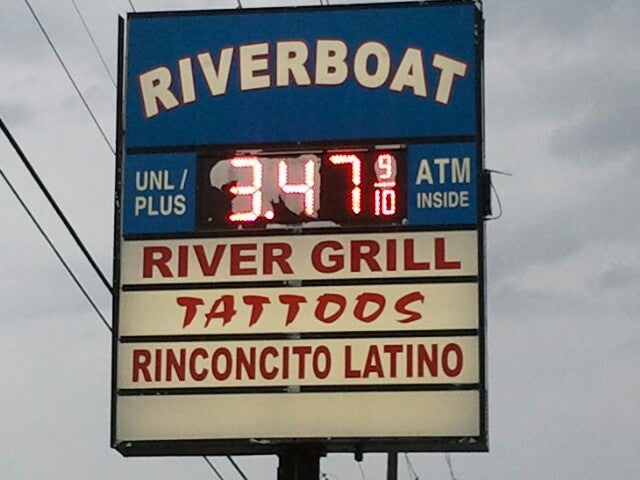 RIVERBOAT
UNL / PLUS
3.47 9/10
ATM INSIDE
RIVER GRILL
TATTOOS
RINCONCITO LATINO